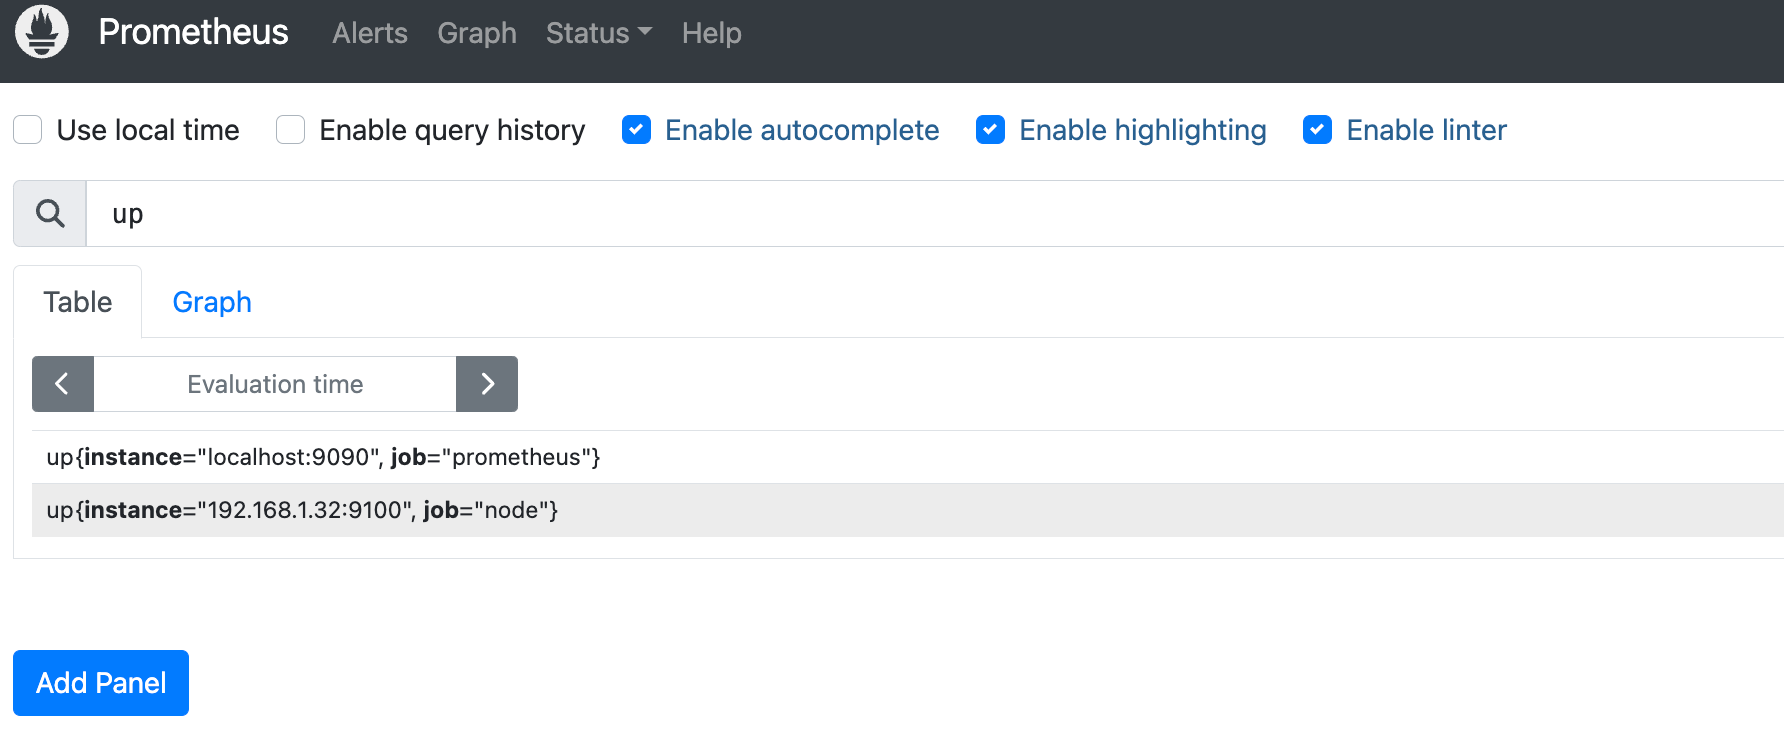 Prometheus Alerts Graph Status Help
Use local time Enable query history Enable autocomplete Enable highlighting Enable linter
up
Table Graph
Evaluation time
up{instance="localhost:9090", job="prometheus"}
up{instance="192.168.1.32:9100", job="node"}
Add Panel